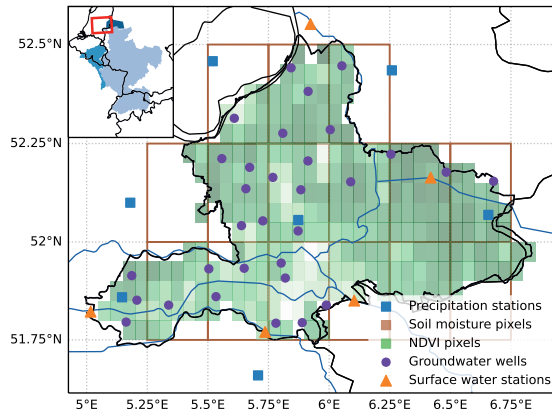 52.5°N
52.25°N
52°N
51.75°N
5°E
5.25°E
5.5°E
5.75°E
6°E
6.25°E
6.5°E
6.75°E
Precipitation stations
Soil moisture pixels
NDVI pixels
Groundwater wells
Surface water stations